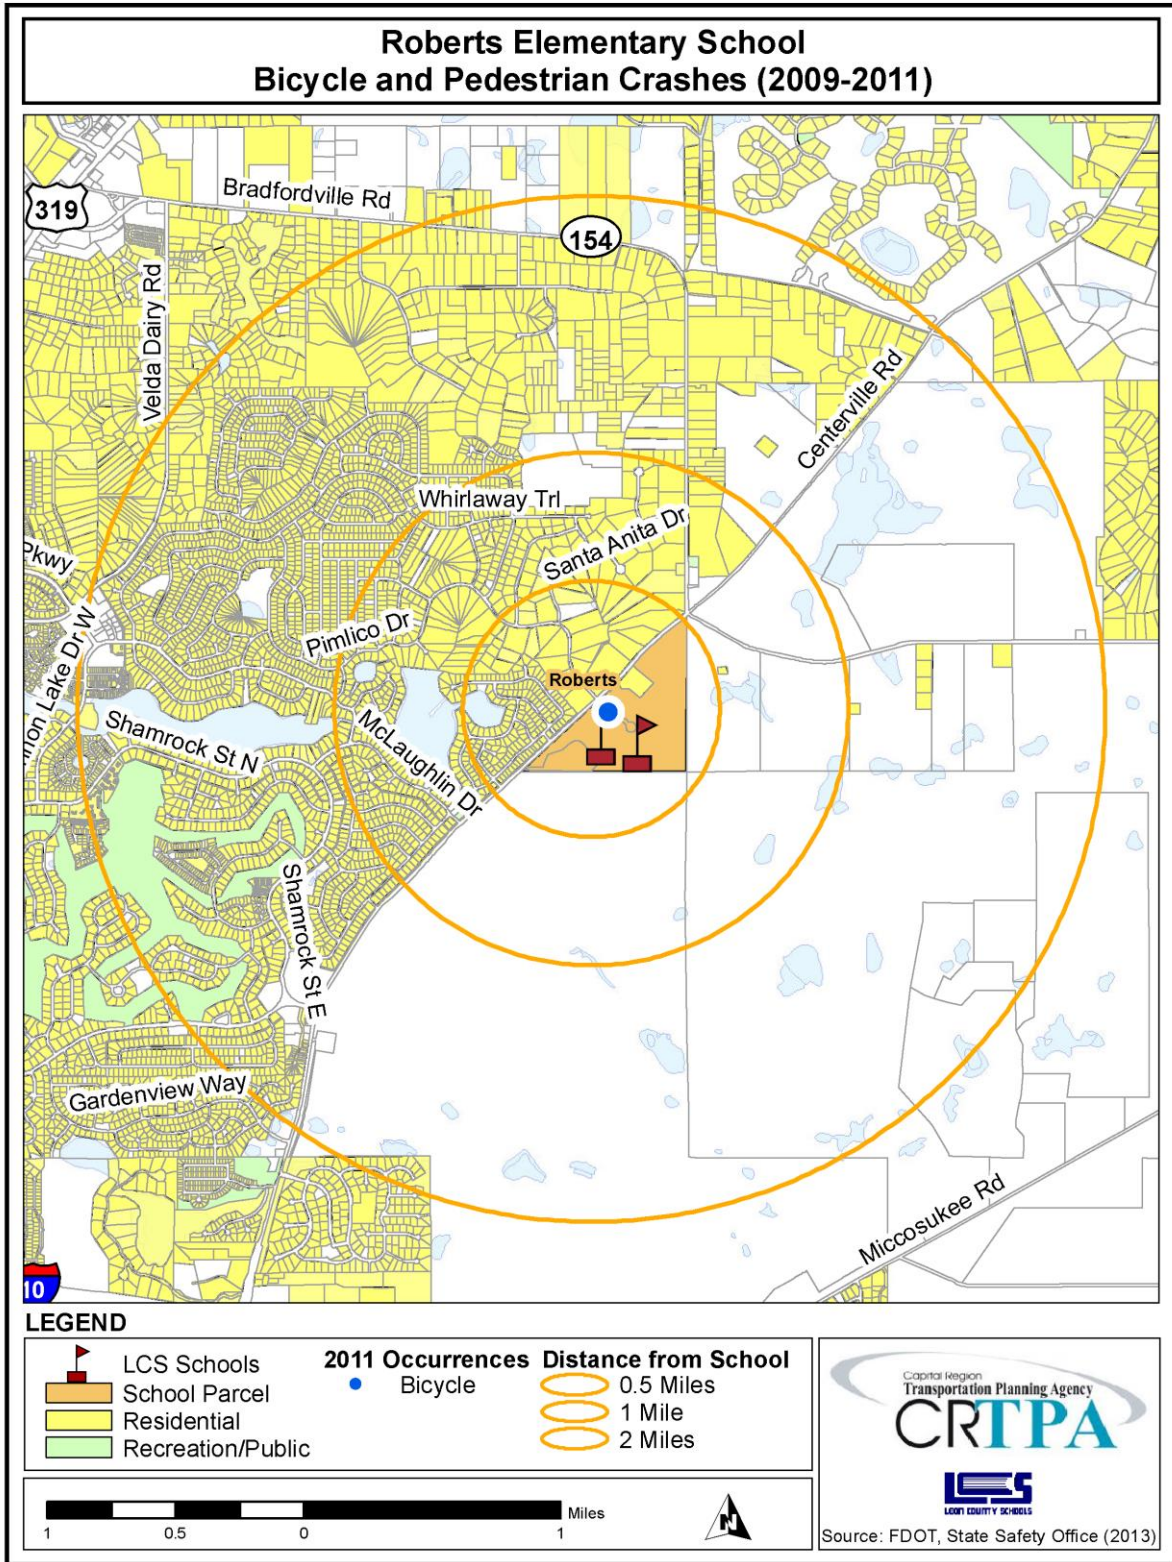 Roberts Elementary School
Bicycle and Pedestrian Crashes (2009-2011)
Bradfordville Rd
319
154
Velda Dairy Rd
Centerville Rd
Whirlaway Trl
Santa Anita Dr
Pkwy
Pimlico Dr
Lake Dr W
Roberts
Shamrock St N
McLaughlin Dr
Shamrock St E
Gardenview Way
Miccosukee Rd
10
LEGEND
LCS Schools
School Parcel
Residential
Recreation/Public
2011 Occurrences
Bicycle
Distance from School
0.5 Miles
1 Mile
2 Miles
Capital Region
Transportation Planning Agency
CRTPA
LCS
LEON COUNTY SCHOOLS
Miles
1 0.5 0 1
N
Source: FDOT, State Safety Office (2013)